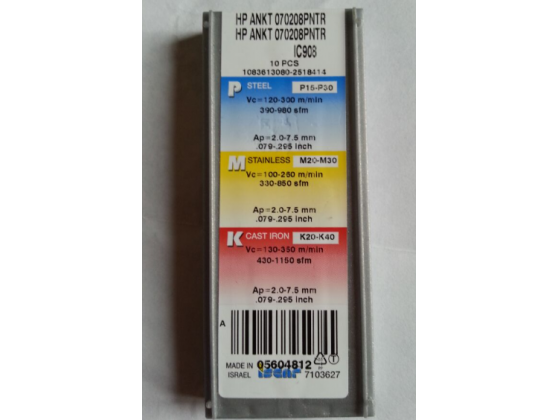 HP ANKT 070208PNTR
HP ANKT 070208PNTR
IC908
10 PCS
1083613080-2518414
P STEEL P15-P30
Vc=120-300 m/min
390-980 sfm
Ap=2.0-7.5 mm
.079-.295 inch
M STAINLESS M20-M30
Vc=100-260 m/min
330-850 sfm
Ap=2.0-7.5 mm
.079-.295 inch
K CAST IRON K20-K40
Vc=130-350 m/min
430-1150 sfm
Ap=2.0-7.5 mm
.079-.295 inch
A
MADE IN 05604812
ISRAEL ISCAR 7103627